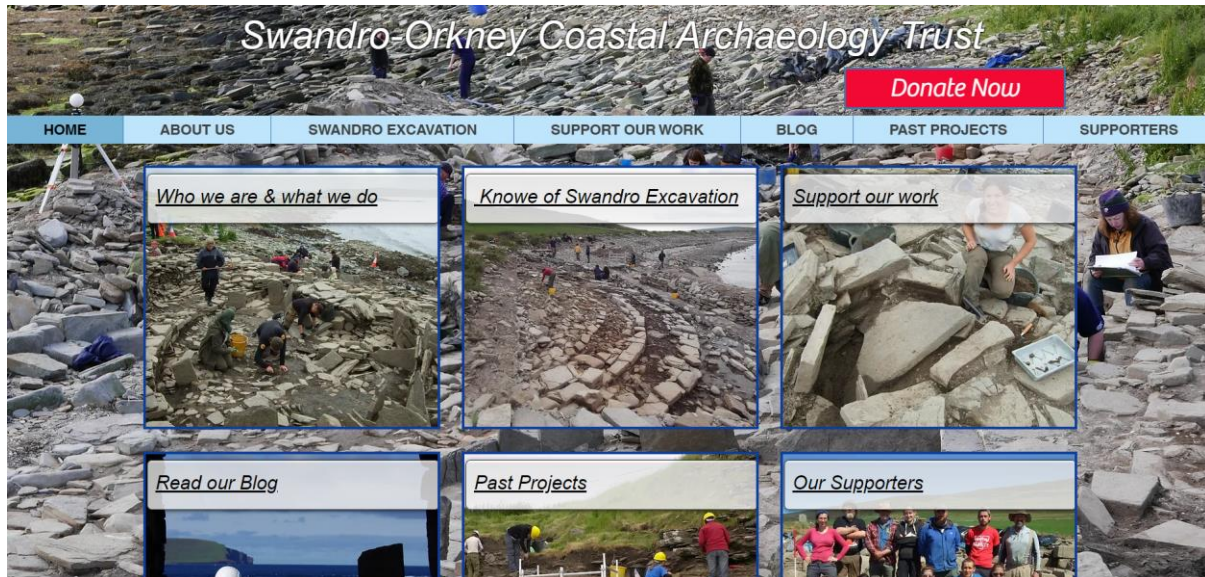 Swandro-Orkney Coastal Archaeology Trust
Donate Now
HOME ABOUT US SWANDRO EXCAVATION SUPPORT OUR WORK BLOG PAST PROJECTS SUPPORTERS
Who we are & what we do Knowe of Swandro Excavation Support our work
Read our Blog Past Projects Our Supporters